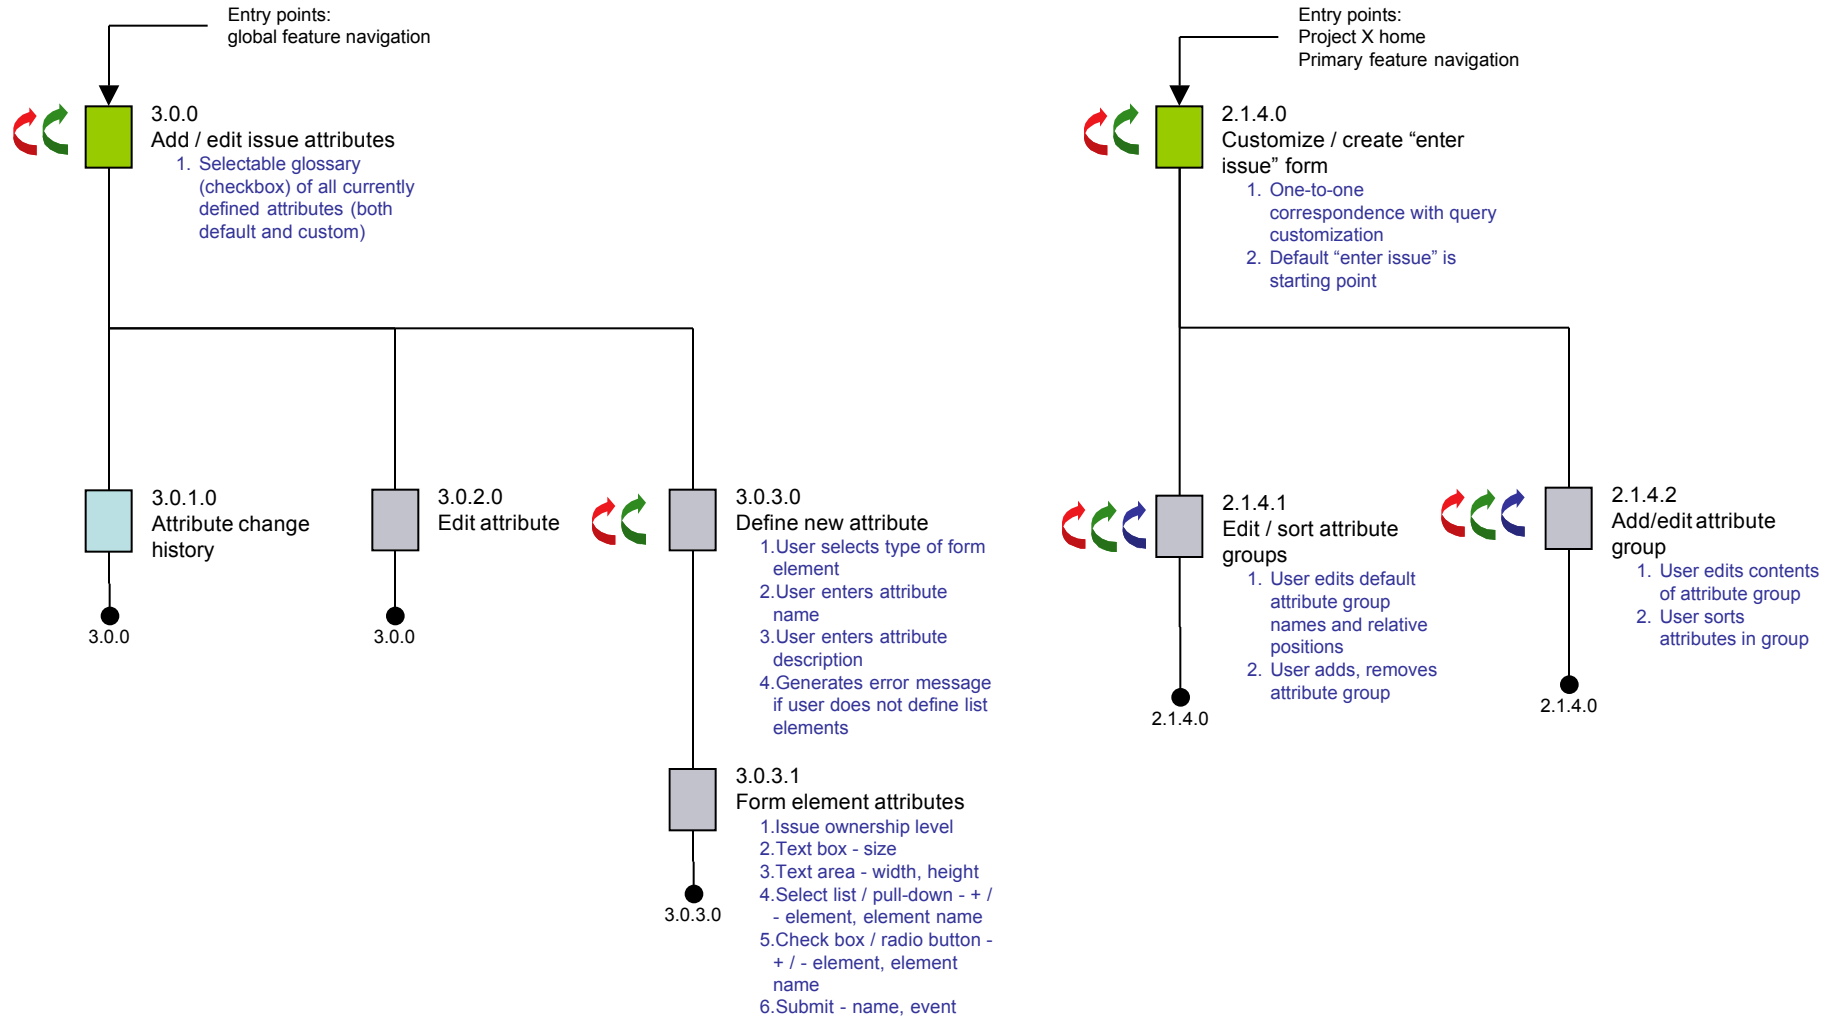 Entry points:
global feature navigation
3.0.0
Add / edit issue attributes
1. Selectable glossary
(checkbox) of all currently
defined attributes (both
default and custom)
3.0.1.0
Attribute change
history
3.0.0
3.0.2.0
Edit attribute
3.0.0
3.0.3.0
Define new attribute
1.User selects type of form
element
2.User enters attribute
name
3.User enters attribute
description
4.Generates error message
if user does not define list
elements
3.0.3.1
Form element attributes
1.Issue ownership level
2.Text box - size
3.Text area - width, height
4.Select list / pull-down - + /
- element, element name
5.Check box / radio button -
+ / - element, element
name
6.Submit - name, event
3.0.3.0
Entry points:
Project X home
Primary feature navigation
2.1.4.0
Customize / create “enter
issue” form
1. One-to-one
correspondence with query
customization
2. Default “enter issue” is
starting point
2.1.4.1
Edit / sort attribute
groups
1. User edits default
attribute group
names and relative
positions
2. User adds, removes
attribute group
2.1.4.0
2.1.4.2
Add/edit attribute
group
1. User edits contents
of attribute group
2. User sorts
attributes in group
2.1.4.0